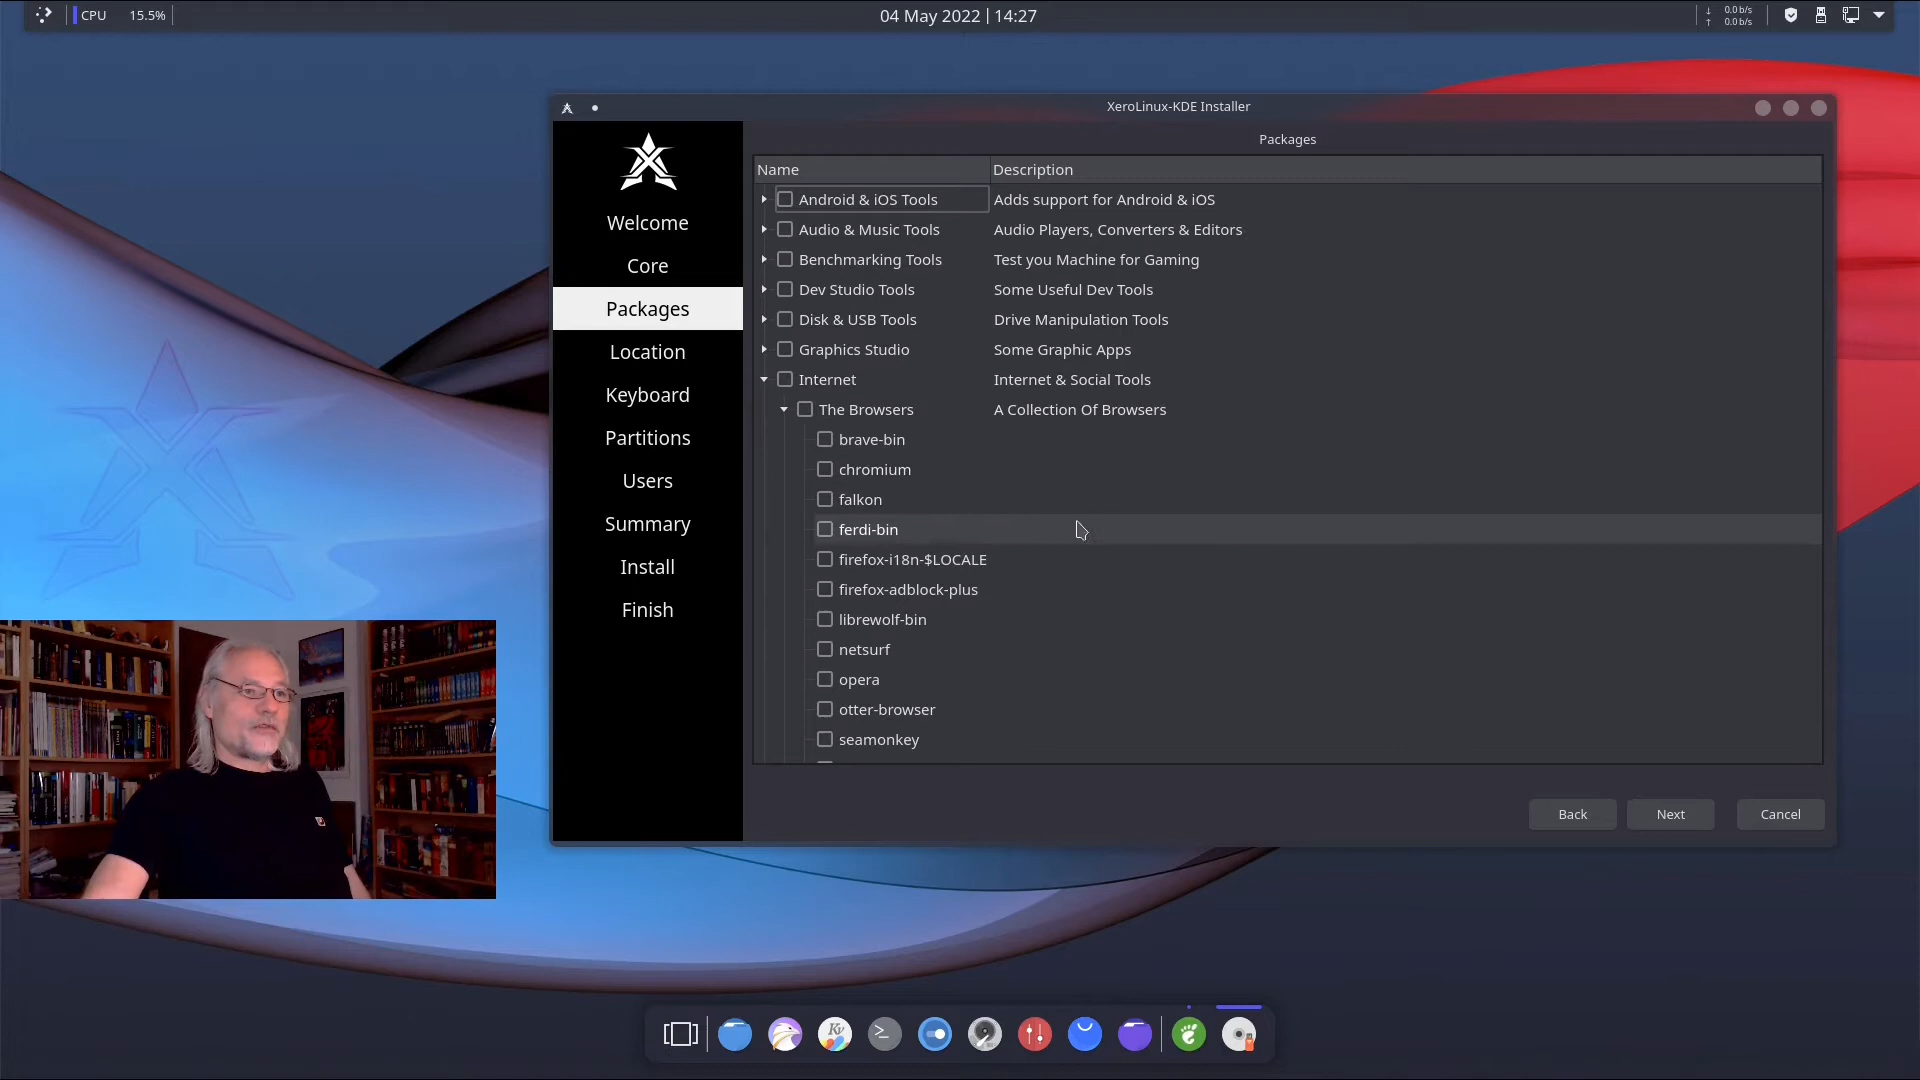 CPU 15.5%
04 May 2022 | 14:27
0.0 b/s
0.0 b/s
XeroLinux-KDE Installer
Welcome
Core
Packages
Location
Keyboard
Partitions
Users
Summary
Install
Finish
Packages
Name Description
Android & iOS Tools Adds support for Android & iOS
Audio & Music Tools Audio Players, Converters & Editors
Benchmarking Tools Test you Machine for Gaming
Dev Studio Tools Some Useful Dev Tools
Disk & USB Tools Drive Manipulation Tools
Graphics Studio Some Graphic Apps
Internet Internet & Social Tools
The Browsers A Collection Of Browsers
brave-bin
chromium
falkon
ferdi-bin
firefox-i18n-$LOCALE
firefox-adblock-plus
librewolf-bin
netsurf
opera
otter-browser
seamonkey
Back Next Cancel
Kv